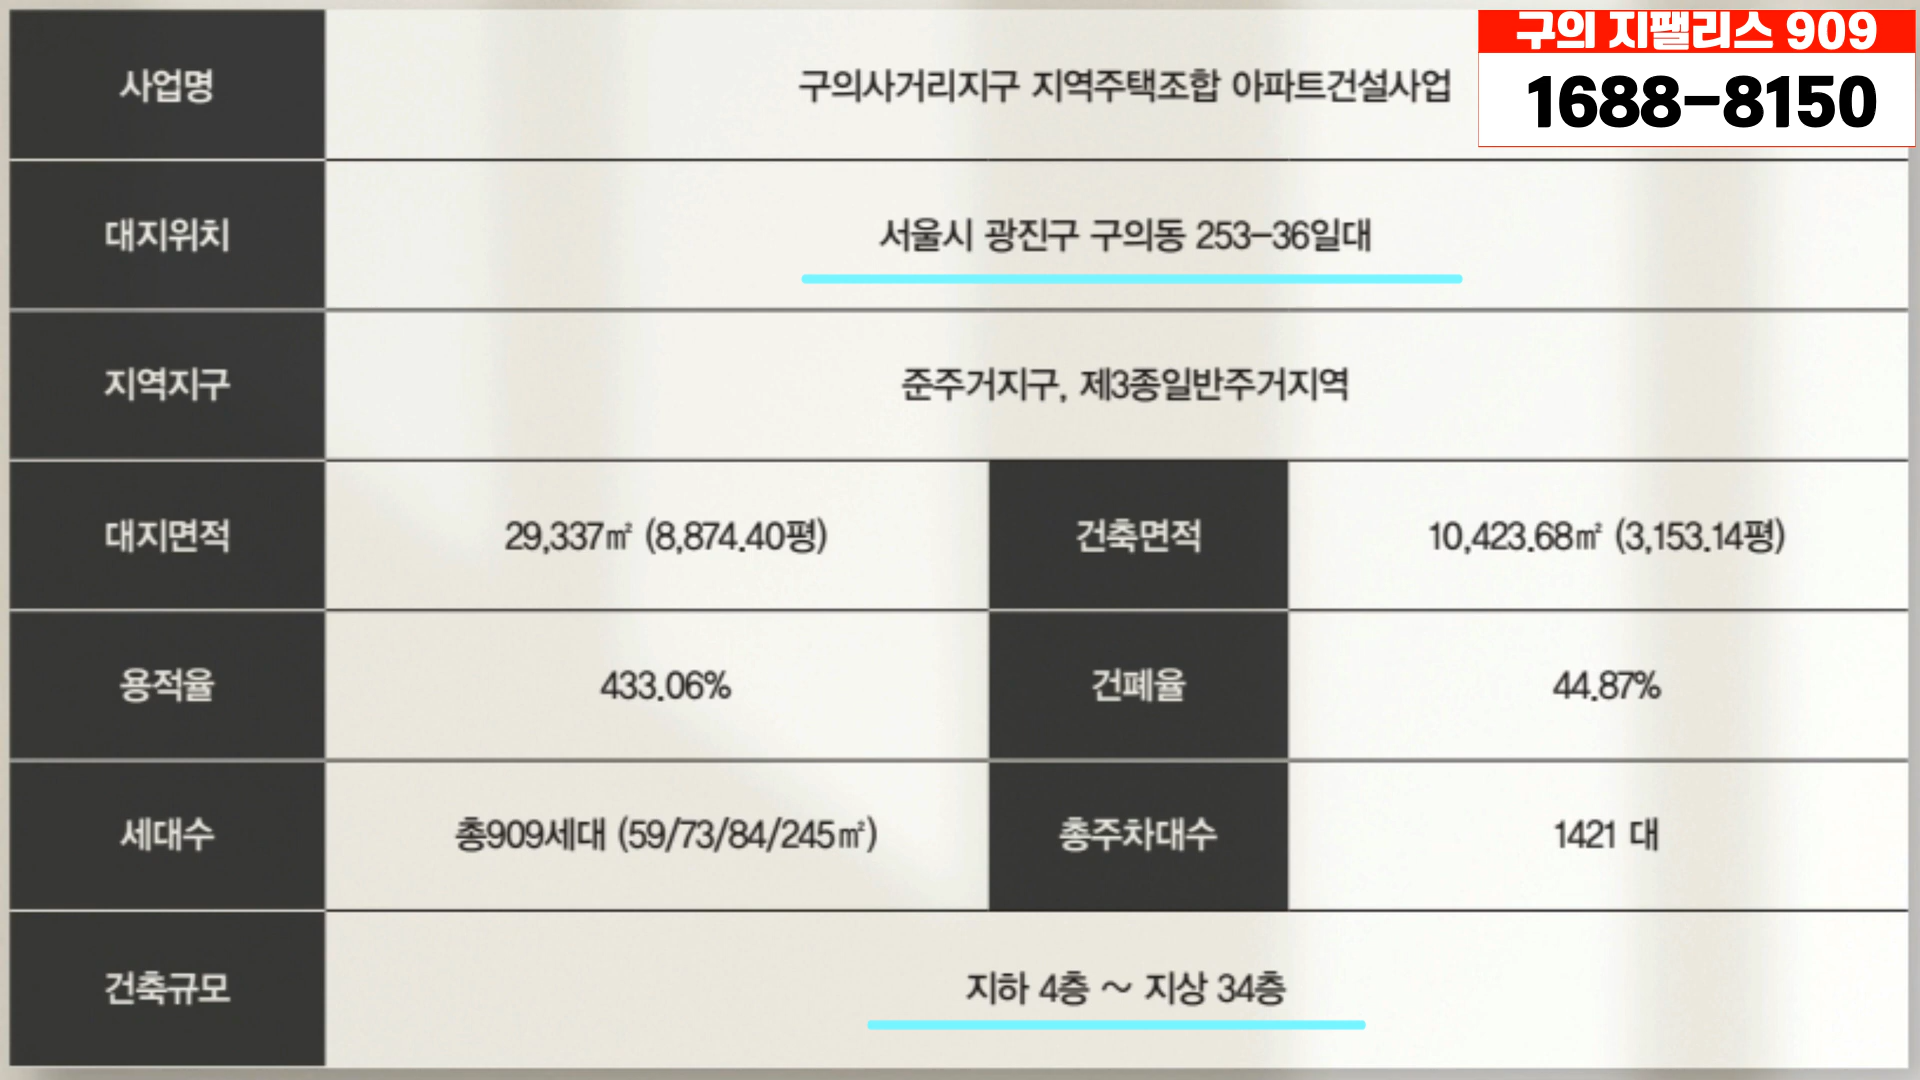 구의 지팰리스 909
1688-8150
사업명
구의사거리지구 지역주택조합 아파트건설사업
대지위치
서울시 광진구 구의동 253-36일대
지역지구
준주거지구, 제3종일반주거지역
대지면적
29,337㎡ (8,874.40평)
건축면적
10,423.68㎡ (3,153.14평)
용적율
433.06%
건폐율
44.87%
세대수
총909세대 (59/73/84/245㎡)
총주차대수
1421 대
건축규모
지하 4층 ~ 지상 34층